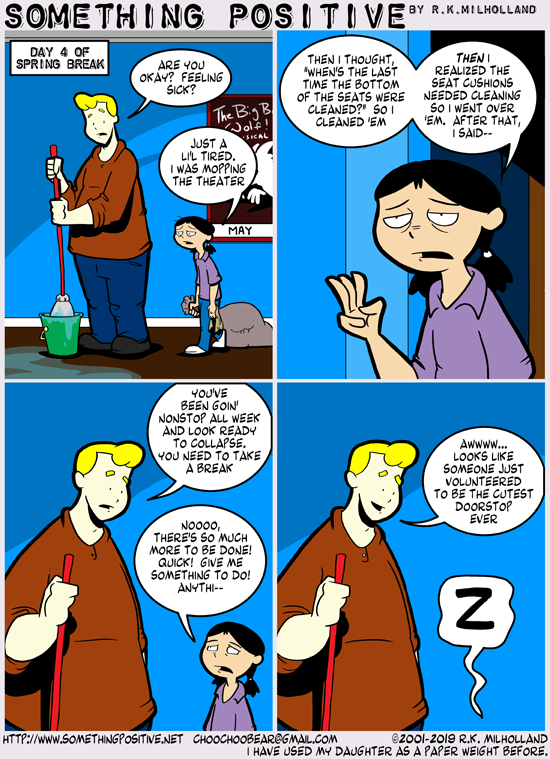 SOMETHING POSITIVE BY R.K.MILHOLLAND
DAY 4 OF
SPRING BREAK
ARE YOU
OKAY? FEELING
SICK?
The Big B
Wolf!
SICAL
MAY
JUST A
LI'L TIRED.
I WAS MOPPING
THE THEATER
THEN I THOUGHT,
"WHEN'S THE LAST
TIME THE BOTTOM
OF THE SEATS WERE
CLEANED?" SO I
CLEANED 'EM
THEN I
REALIZED THE
SEAT CUSHIONS
NEEDED CLEANING
SO I WENT OVER
'EM. AFTER THAT,
I SAID--
YOU'VE
BEEN GOIN'
NONSTOP ALL WEEK
AND LOOK READY
TO COLLAPSE.
YOU NEED TO TAKE
A BREAK
NOOOO,
THERE'S SO MUCH
MORE TO BE DONE!
QUICK! GIVE ME
SOMETHING TO DO!
ANYTHI--
AWWWW...
LOOKS LIKE
SOMEONE JUST
VOLUNTEERED
TO BE THE CUTEST
DOORSTOP
EVER
Z
HTTP://WWW.SOMETHINGPOSITIVE.NET CHOOCHOOBEAR@GMAIL.COM ©2001-2019 R.K. MILHOLLAND
I HAVE USED MY DAUGHTER AS A PAPER WEIGHT BEFORE.